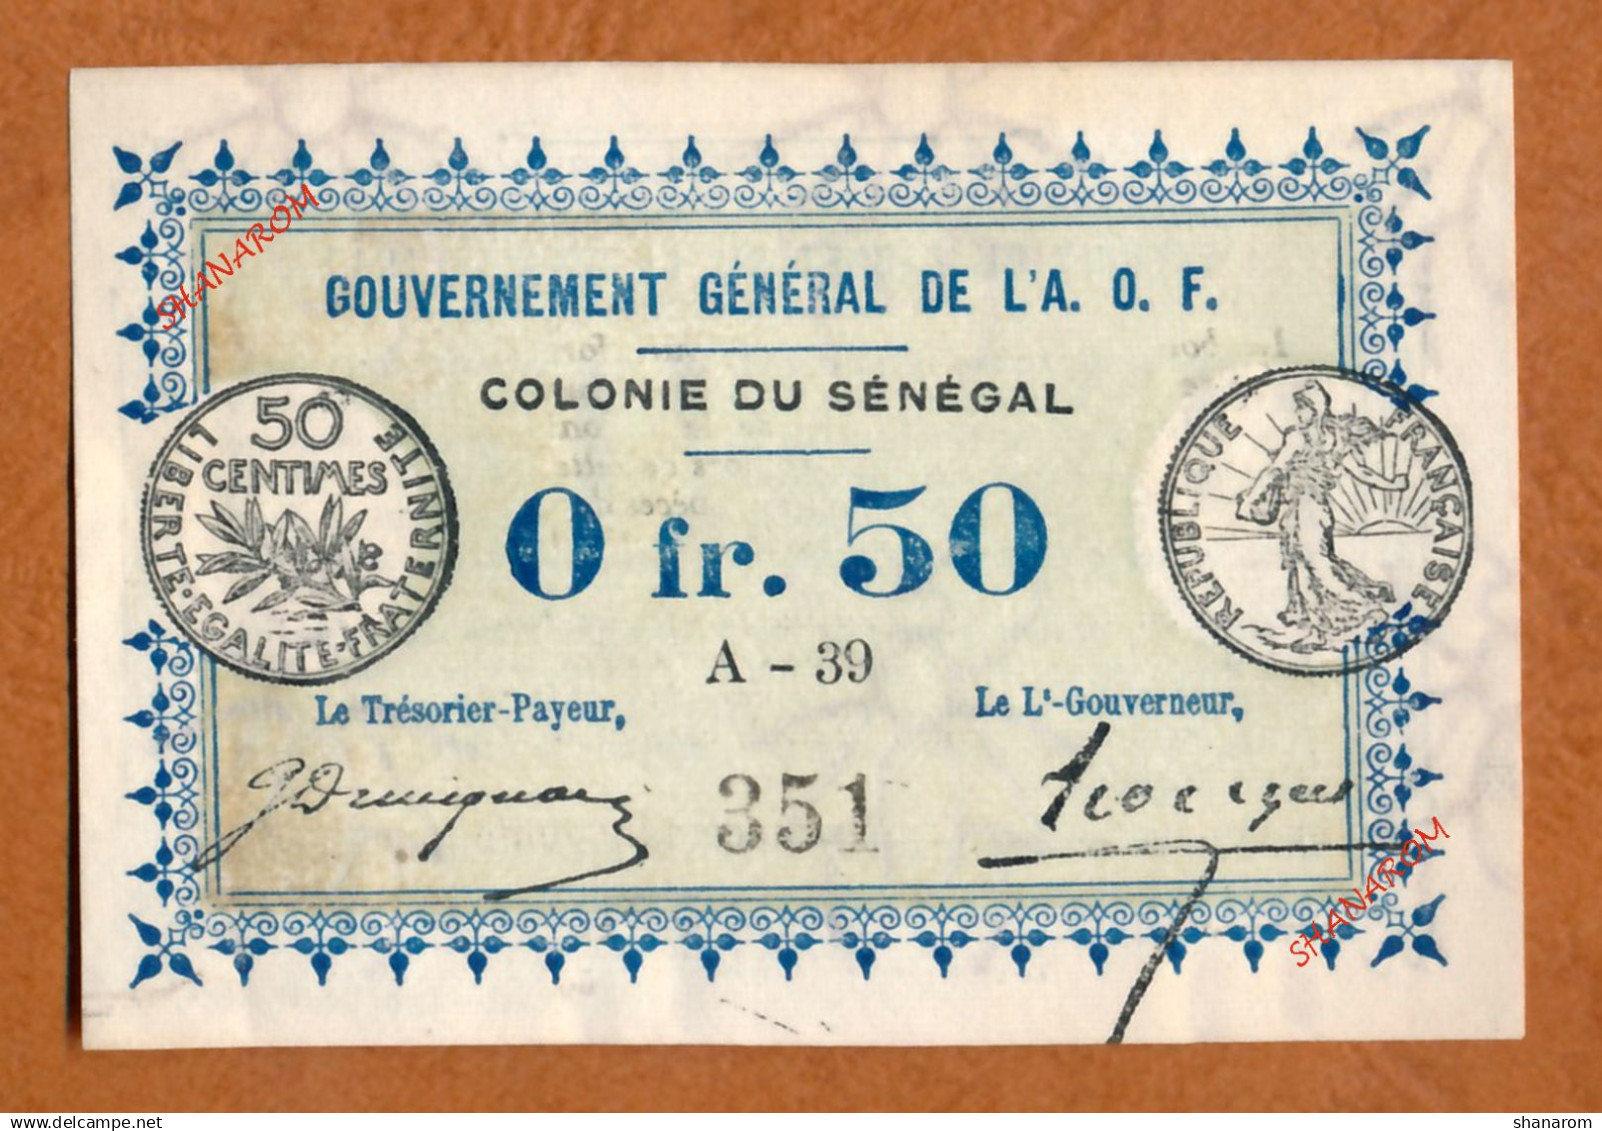 GOUVERNEMENT GÉNÉRAL DE L'A. O. F.
COLONIE DU SÉNÉGAL
50
CENTIMES
LIBERTE·EGALITE·FRATERNITE
REPUBLIQUE FRANÇAISE
0 fr. 50
A - 39
Le Trésorier-Payeur,
Le Lt-Gouverneur,
351
SHANAROM
SHANAROM
delcampe.net
shanarom